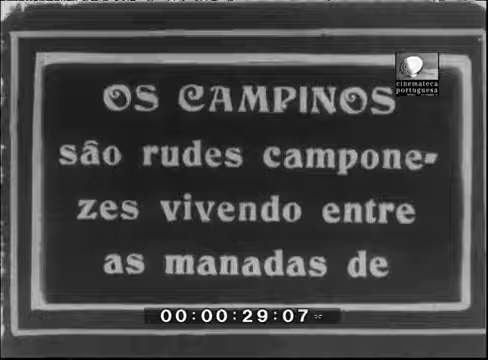 cinemateca
portuguesa
OS CAMPINOS
são rudes campone-
zes vivendo entre
as manadas de
00:00:29:07